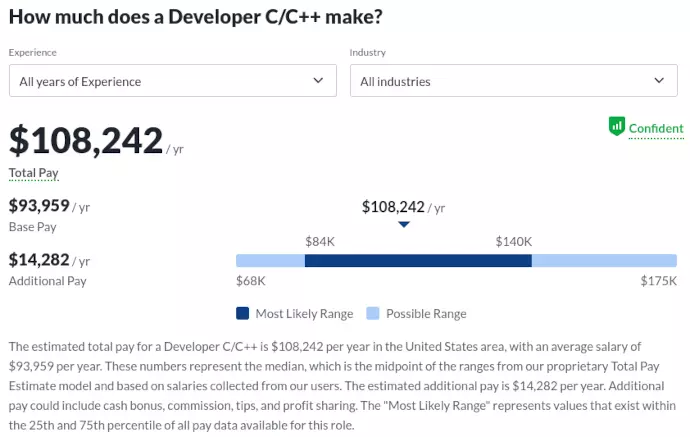 How much does a Developer C/C++ make?
Experience
Industry
All years of Experience
All industries
$108,242 / yr
Confident
Total Pay
$93,959 / yr
Base Pay
$108,242 / yr
$14,282 / yr
Additional Pay
$84K
$140K
$68K
$175K
Most Likely Range
Possible Range
The estimated total pay for a Developer C/C++ is $108,242 per year in the United States area, with an average salary of
$93,959 per year. These numbers represent the median, which is the midpoint of the ranges from our proprietary Total Pay
Estimate model and based on salaries collected from our users. The estimated additional pay is $14,282 per year. Additional
pay could include cash bonus, commission, tips, and profit sharing. The "Most Likely Range" represents values that exist within
the 25th and 75th percentile of all pay data available for this role.